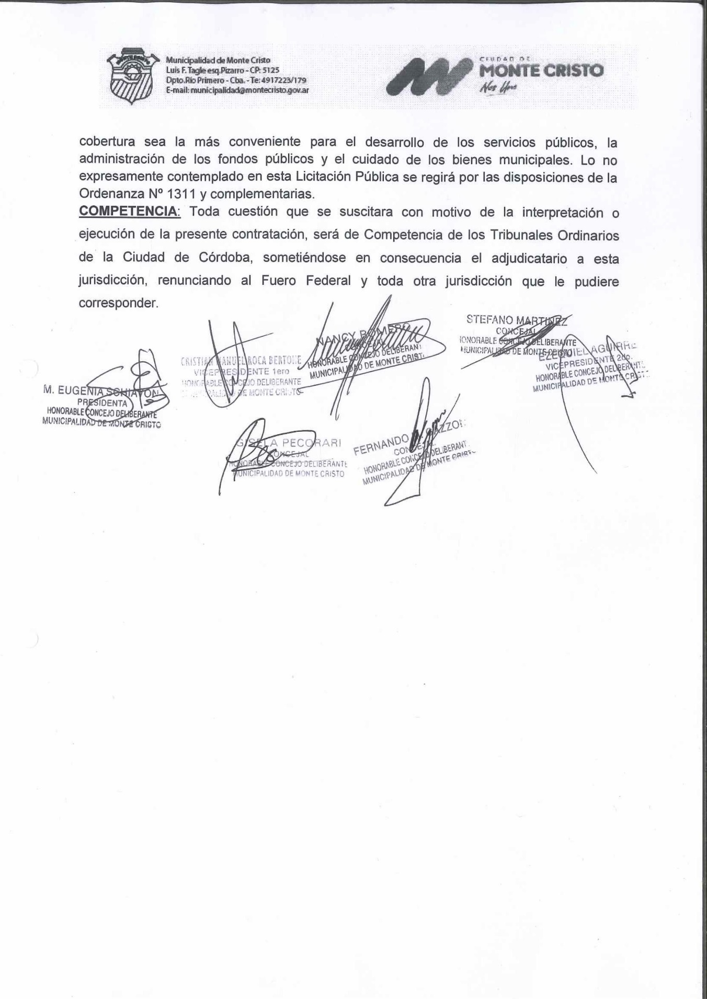 Municipalidad de Monte Cristo
Luis F. Tagle esq.Pizarro - CP: 5125
Dpto.Río Primero - Cba. - Te: 4917223/179
E-mail: municipalidad@montecristo.gov.ar
CIUDAD DE
MONTE CRISTO
cobertura sea la más conveniente para el desarrollo de los servicios públicos, la
administración de los fondos públicos y el cuidado de los bienes municipales. Lo no
expresamente contemplado en esta Licitación Pública se regirá por las disposiciones de la
Ordenanza Nº 1311 y complementarias.
COMPETENCIA: Toda cuestión que se suscitara con motivo de la interpretación o
ejecución de la presente contratación, será de Competencia de los Tribunales Ordinarios
de la Ciudad de Córdoba, sometiéndose en consecuencia el adjudicatario a esta
jurisdicción, renunciando al Fuero Federal y toda otra jurisdicción que le pudiere
corresponder.
M. EUGENIA SCHIAVONI
PRESIDENTA
HONORABLE CONCEJO DELIBERANTE
MUNICIPALIDAD DE MONTE CRISTO
CRISTIAN MANUEL ROCA BERTONE
VICEPRESIDENTE 1ero
HONORABLE CONCEJO DELIBERANTE
MUNICIPALIDAD DE MONTE CRISTO
NANCY ROMERO
CONCEJAL
HONORABLE CONCEJO DELIBERANT
MUNICIPALIDAD DE MONTE CRIST
STEFANO MARTINEZ
CONCEJAL
HONORABLE CONCEJO DELIBERANTE
MUNICIPALIDAD DE MONTE CRISTO
EZEQUIEL AGUIRRE
VICEPRESIDENTE 2do.
HONORABLE CONCEJO DELIBERANTE
MUNICIPALIDAD DE MONTE CRISTO
GISELA PECORARI
CONCEJAL
HONORABLE CONCEJO DELIBERANTE
MUNICIPALIDAD DE MONTE CRISTO
FERNANDO
CONCEJAL
HONORABLE CONCEJO DELIBERANT
MUNICIPALIDAD DE MONTE CRISTO